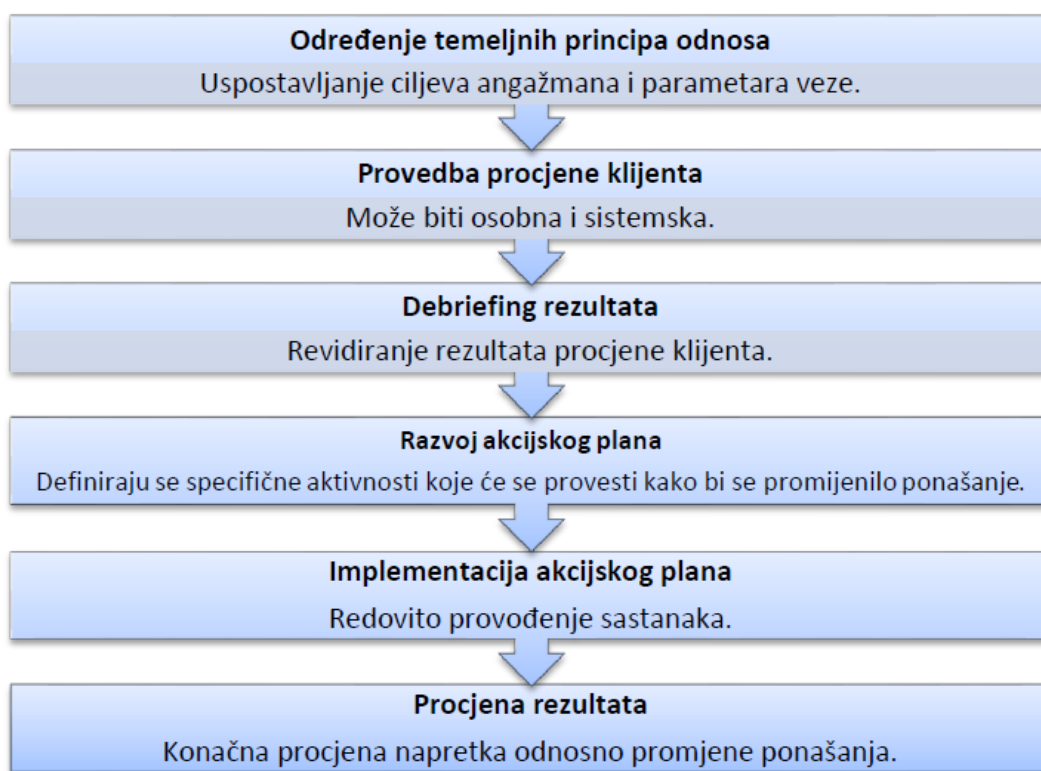 Određenje temeljnih principa odnosa
Uspostavljanje ciljeva angažmana i parametara veze.
Provedba procjene klijenta
Može biti osobna i sistemska.
Debriefing rezultata
Revidiranje rezultata procjene klijenta.
Razvoj akcijskog plana
Definiraju se specifične aktivnosti koje će se provesti kako bi se promijenilo ponašanje.
Implementacija akcijskog plana
Redovito provođenje sastanaka.
Procjena rezultata
Konačna procjena napretka odnosno promjene ponašanja.